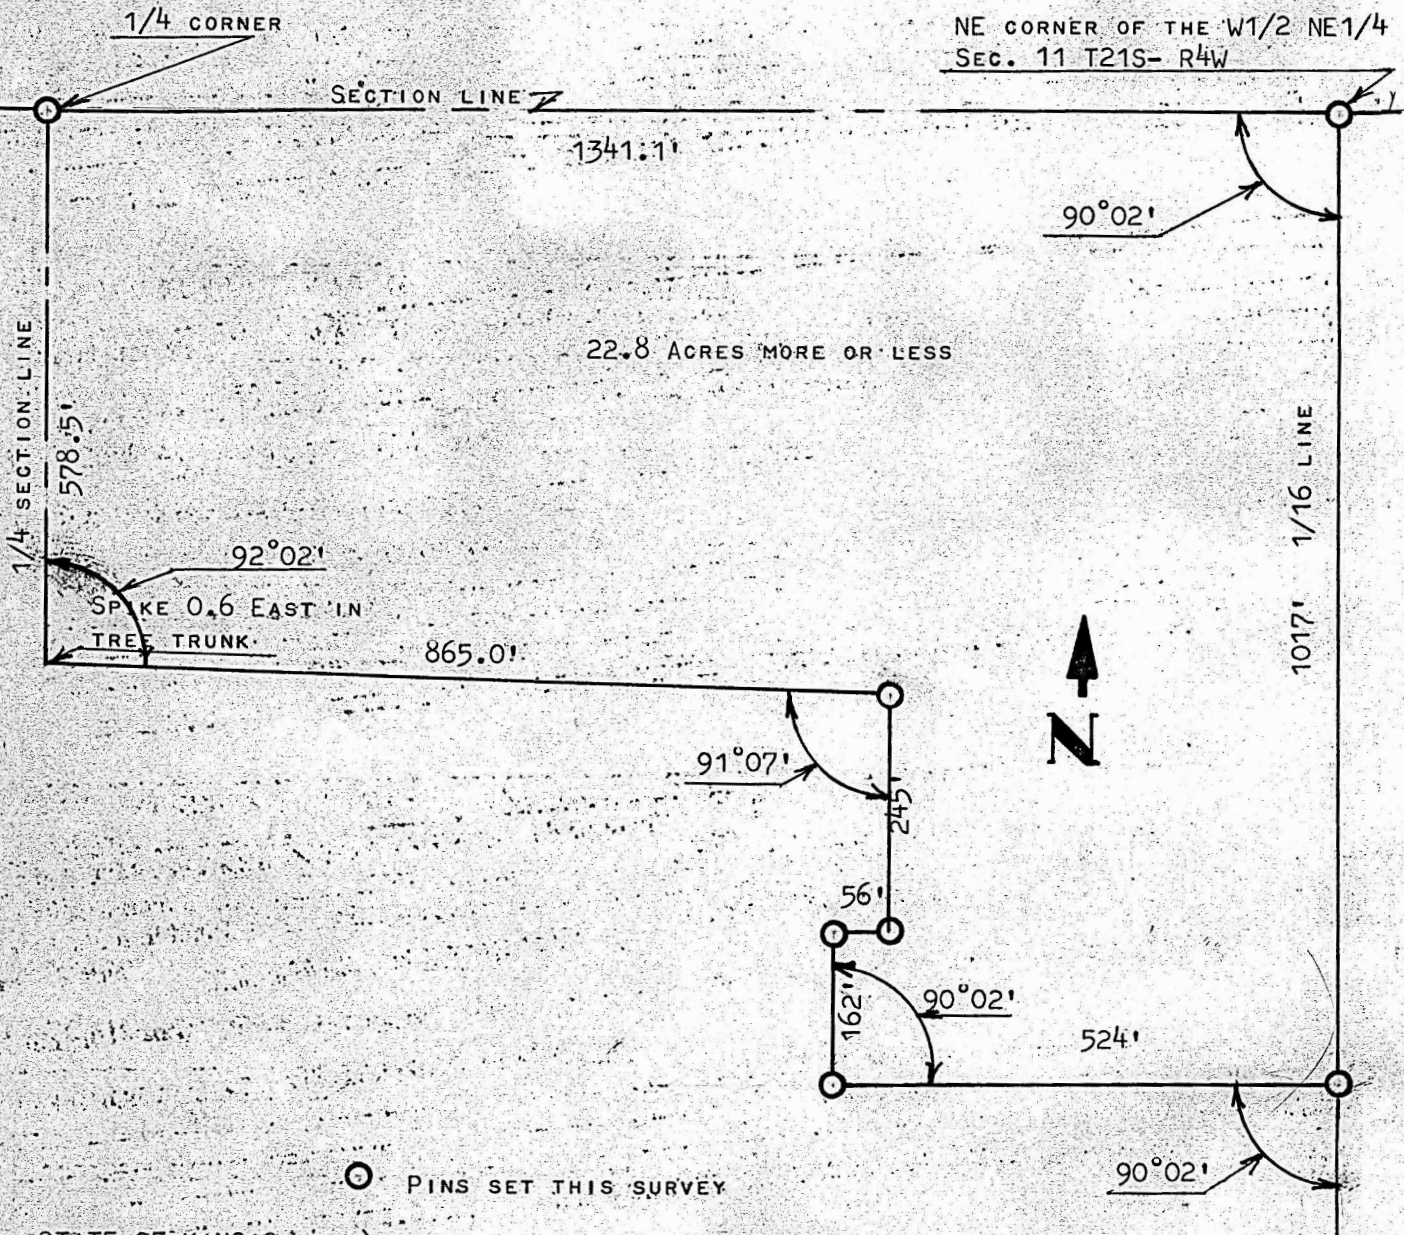 1/4 CORNER
NE CORNER OF THE W1/2 NE1/4
SEC. 11 T21S- R4W
SECTION LINE
1341.1'
90°02'
22.8 ACRES MORE OR LESS
1/4 SECTION LINE
578.5'
1/16 LINE
1017'
92°02'
SPIKE 0.6 EAST IN
TREE TRUNK
865.0'
N
91°07'
245'
56'
162'
90°02'
524'
90°02'
PINS SET THIS SURVEY
STATE OF KANSAS )